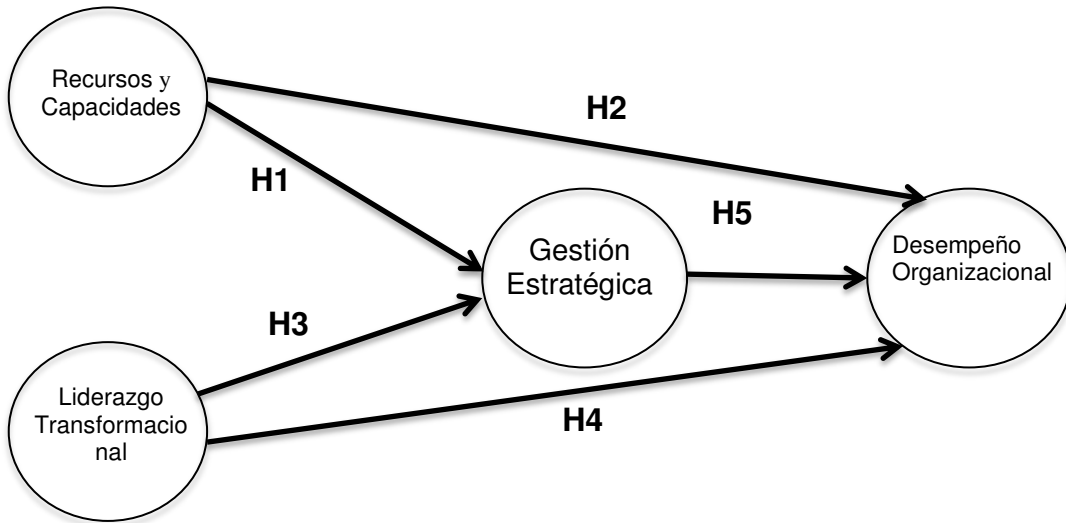 Recursos y
Capacidades
H2
H1
H5
Gestión
Estratégica
Desempeño
Organizacional
H3
Liderazgo
Transformacio
nal
H4